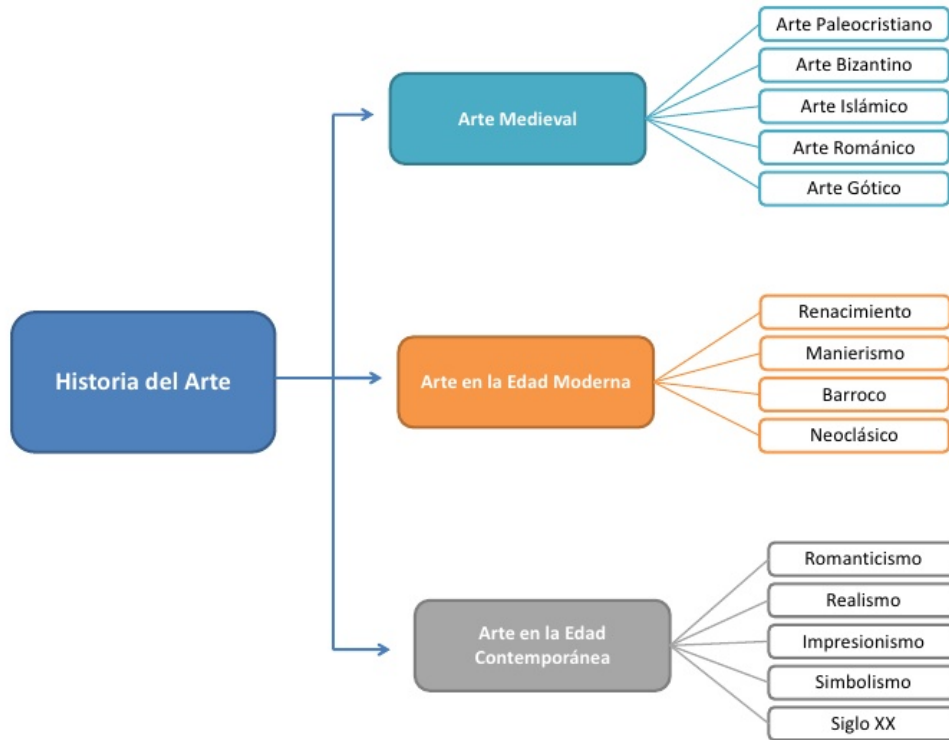 Historia del Arte
Arte Medieval
Arte Paleocristiano
Arte Bizantino
Arte Islámico
Arte Románico
Arte Gótico
Arte en la Edad Moderna
Renacimiento
Manierismo
Barroco
Neoclásico
Arte en la Edad
Contemporánea
Romanticismo
Realismo
Impresionismo
Simbolismo
Siglo XX